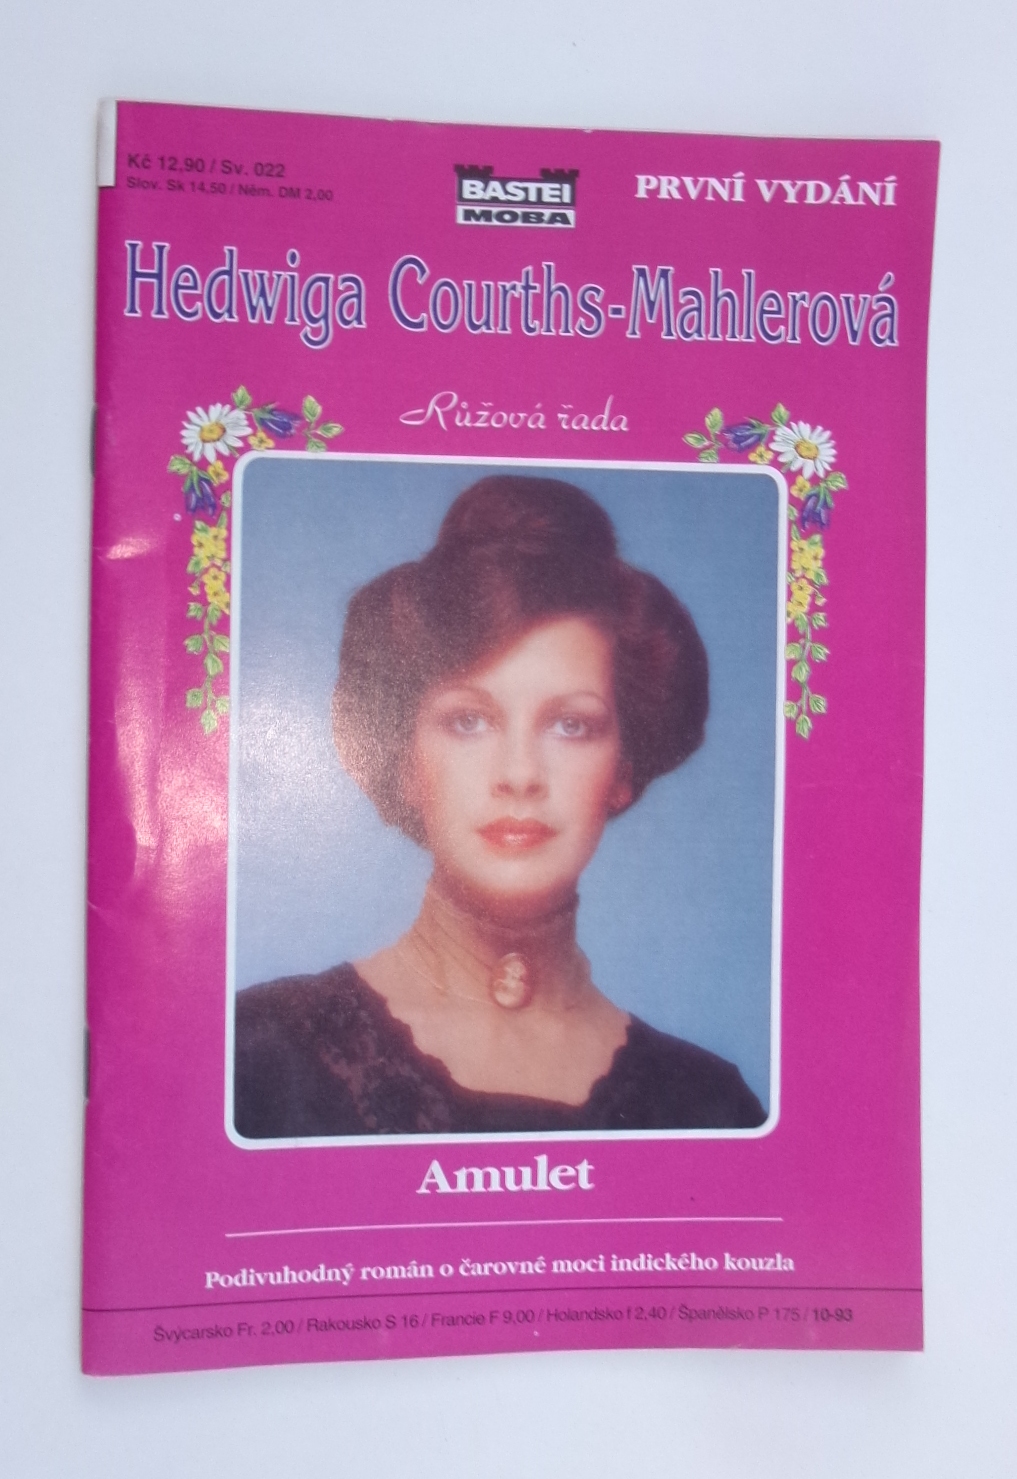 Kč 12,90 / Sv. 022
Slov. Sk 14,50 / Něm. DM 2,00
BASTEI
MOBA
PRVNÍ VYDÁNÍ
Hedwiga Courths-Mahlerová
Růžová řada
Amulet
Podivuhodný román o čarovné moci indického kouzla
Švýcarsko Fr. 2,00 / Rakousko S 16 / Francie F 9,00 / Holandsko f 2,40 / Španělsko P 175 / 10-93